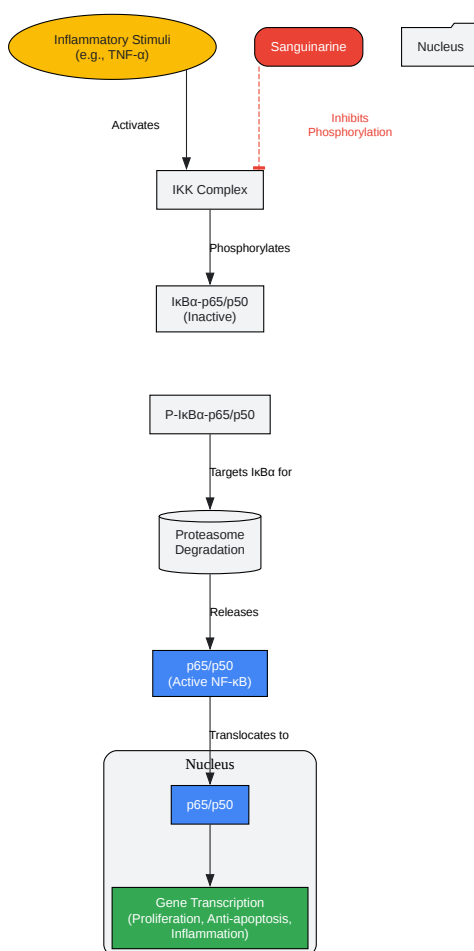 Inflammatory Stimuli
(e.g., TNF-α)
Sanguinarine
Nucleus
Activates
Inhibits
Phosphorylation
IKK Complex
Phosphorylates
IκBα-p65/p50
(Inactive)
P-IκBα-p65/p50
Targets IκBα for
Proteasome
Degradation
Releases
p65/p50
(Active NF-κB)
Translocates to
Nucleus
p65/p50
Gene Transcription
(Proliferation, Anti-apoptosis,
Inflammation)